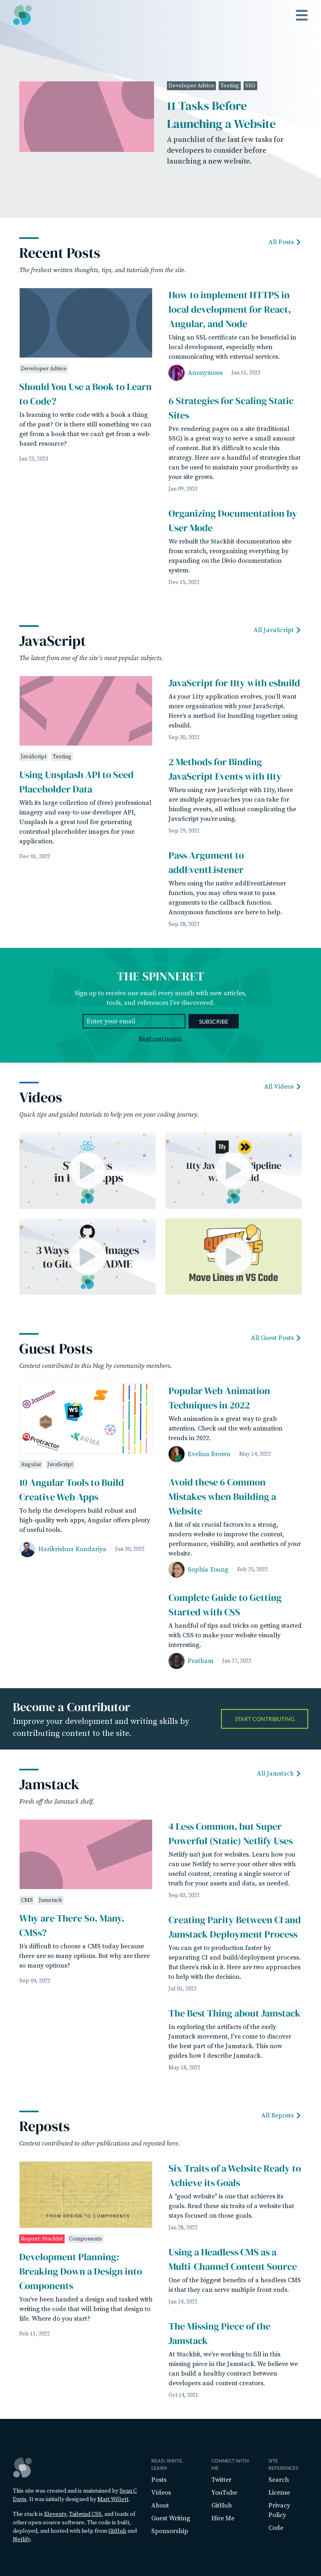 Developer Advice
Testing
SEO
11 Tasks Before
Launching a Website
A punchlist of the last few tasks for
developers to consider before
launching a new website.
All Posts
Recent Posts
The freshest written thoughts, tips, and tutorials from the site.
Developer Advice
Should You Use a Book to Learn
to Code?
Is learning to write code with a book a thing
of the past? Or is there still something we can
get from a book that we can't get from a web-
based resource?
Jan 23, 2023
How to implement HTTPS in
local development for React,
Angular, and Node
Using an SSL certificate can be beneficial in
local development, especially when
communicating with external services.
Anonymous
Jan 11, 2023
6 Strategies for Scaling Static
Sites
Pre-rendering pages on a site (traditional
SSG) is a great way to serve a small amount
of content. But it's difficult to scale this
strategy. Here are a handful of strategies that
can be used to maintain your productivity as
your site grows.
Jan 09, 2023
Organizing Documentation by
User Mode
We rebuilt the Stackbit documentation site
from scratch, reorganizing everything by
expanding on the Divio documentation
system.
Dec 15, 2022
All JavaScript
JavaScript
The latest from one of the site's most popular subjects.
JavaScript
Testing
Using Unsplash API to Seed
Placeholder Data
With its large collection of (free) professional
imagery and easy-to-use developer API,
Unsplash is a great tool for generating
contextual placeholder images for your
application.
Dec 01, 2022
JavaScript for 11ty with esbuild
As your 11ty application evolves, you'll want
more organization with your JavaScript.
Here's a method for bundling together using
esbuild.
Sep 30, 2022
2 Methods for Binding
JavaScript Events with 11ty
When using raw JavaScript with 11ty, there
are multiple approaches you can take for
binding events, all without complicating the
JavaScript you're using.
Sep 29, 2022
Pass Argument to
addEventListener
When using the native addEventListener
function, you may often want to pass
arguments to the callback function.
Anonymous functions are here to help.
Sep 28, 2022
THE SPINNERET
Sign up to receive one email every month with new articles,
tools, and references I've discovered.
Enter your email
SUBSCRIBE
Read past issues.
All Videos
Videos
Quick tips and guided tutorials to help you on your coding journey.
Move Lines in VS Code
All Guest Posts
Guest Posts
Content contributed to this blog by community members.
Jasmine
WS
Protractor
KARMA
Angular
JavaScript
10 Angular Tools to Build
Creative Web Apps
To help the developers build robust and
high-quality web apps, Angular offers plenty
of useful tools.
Harikrishna Kundariya
Jun 30, 2022
Popular Web Animation
Techniques in 2022
Web animation is a great way to grab
attention. Check out the web animation
trends in 2022.
Evelina Brown
May 14, 2022
Avoid these 6 Common
Mistakes when Building a
Website
A list of six crucial factors to a strong,
modern website to improve the content,
performance, visibility, and aesthetics of your
website.
Sophia Young
Feb 25, 2022
Complete Guide to Getting
Started with CSS
A handful of tips and tricks on getting started
with CSS to make your website visually
interesting.
Pratham
Jan 27, 2022
Become a Contributor
Improve your development and writing skills by
contributing content to the site.
START CONTRIBUTING
All Jamstack
Jamstack
Fresh off the Jamstack shelf.
CMS
Jamstack
Why are There So. Many.
CMSs?
It's difficult to choose a CMS today because
there are so many options. But why are there
so many options?
Sep 04, 2022
4 Less Common, but Super
Powerful (Static) Netlify Uses
Netlify isn't just for websites. Learn how you
can use Netlify to serve your other sites with
useful content, creating a single source of
truth for your assets and data, as needed.
Sep 03, 2022
Creating Parity Between CI and
Jamstack Deployment Process
You can get to production faster by
separating CI and build/deployment process.
But there's risk in it. Here are two approaches
to help with the decision.
Jul 01, 2022
The Best Thing about Jamstack
In exploring the artifacts of the early
Jamstack movement, I've come to discover
the best part of the Jamstack. This now
guides how I describe Jamstack.
May 18, 2022
All Reposts
Reposts
Content contributed to other publications and reposted here.
FROM DESIGN TO COMPONENTS
Repost: Stackbit
Components
Development Planning:
Breaking Down a Design into
Components
You've been handed a design and tasked with
writing the code that will bring that design to
life. Where do you start?
Feb 11, 2022
Six Traits of a Website Ready to
Achieve its Goals
A "good website" is one that achieves its
goals. Read these six traits of a website that
stays focused on those goals.
Jan 28, 2022
Using a Headless CMS as a
Multi-Channel Content Source
One of the biggest benefits of a headless CMS
is that they can serve multiple front ends.
Jan 24, 2022
The Missing Piece of the
Jamstack
At Stackbit, we're working to fill in this
missing piece in the Jamstack. We believe we
can build a healthy contract between
developers and content creators.
Oct 14, 2021
This site was created and is maintained by Sean C
Davis. It was initially designed by Matt Willett.
The stack is Eleventy, Tailwind CSS, and loads of
other open source software. The code is built,
deployed, and hosted with help from GitHub and
Netlify.
READ, WRITE,
LEARN
Posts
Videos
About
Guest Writing
Sponsorship
CONNECT WITH
ME
Twitter
YouTube
GitHub
Hire Me
SITE
REFERENCES
Search
License
Privacy
Policy
Code